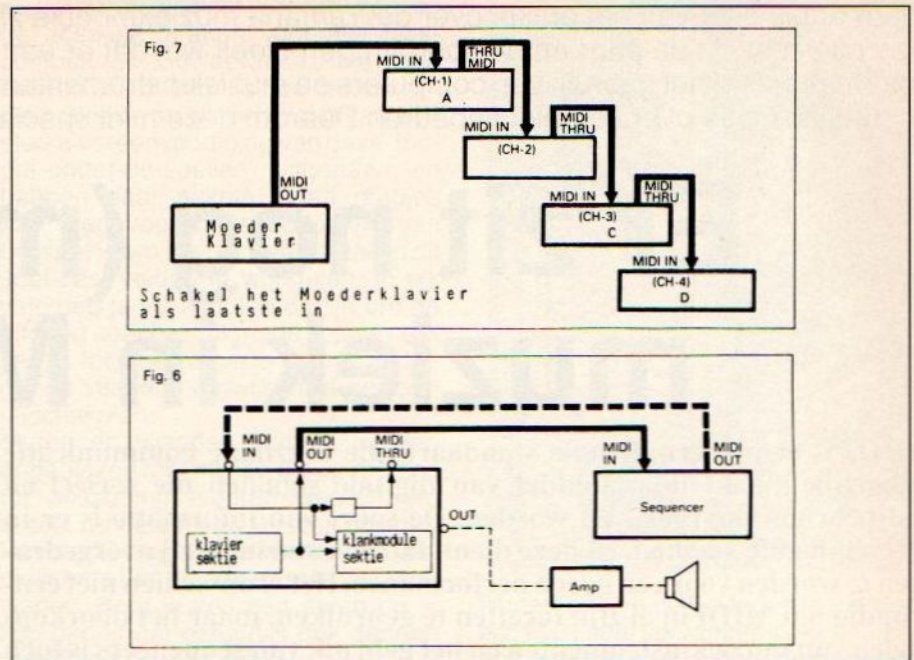 Fig. 7
MIDI IN
THRU
MIDI
(CH-1)
A
MIDI IN
MIDI
THRU
(CH-2)
MIDI
OUT
MIDI IN
MIDI
THRU
(CH-3)
C
Moeder
Klavier
MIDI IN
(CH-4)
D
Schakel het Moederklavier
als laatste in
Fig. 6
MIDI
IN
MIDI
OUT
MIDI
THRU
MIDI
IN
MIDI
OUT
OUT
Sequencer
klavier
sektie
klankmodule
sektie
Amp